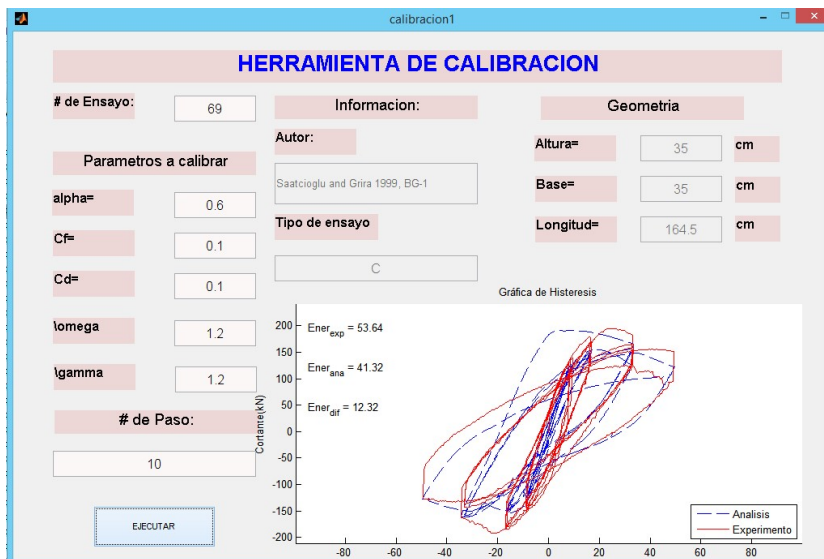 calibracion1
HERRAMIENTA DE CALIBRACION
# de Ensayo:
69
Parametros a calibrar
alpha=
0.6
Cf=
0.1
Cd=
0.1
\omega
1.2
\gamma
1.2
# de Paso:
10
EJECUTAR
Informacion:
Autor:
Saatcioglu and Grira 1999, BG-1
Tipo de ensayo
C
Geometria
Altura=
35
cm
Base=
35
cm
Longitud=
164.5
cm
Gráfica de Histeresis
Cortante(kN)
200
150
100
50
0
-50
-100
-150
-200
Ener_exp = 53.64
Ener_ana = 41.32
Ener_dif = 12.32
Analisis
Experimento
-80 -60 -40 -20 0 20 40 60 80